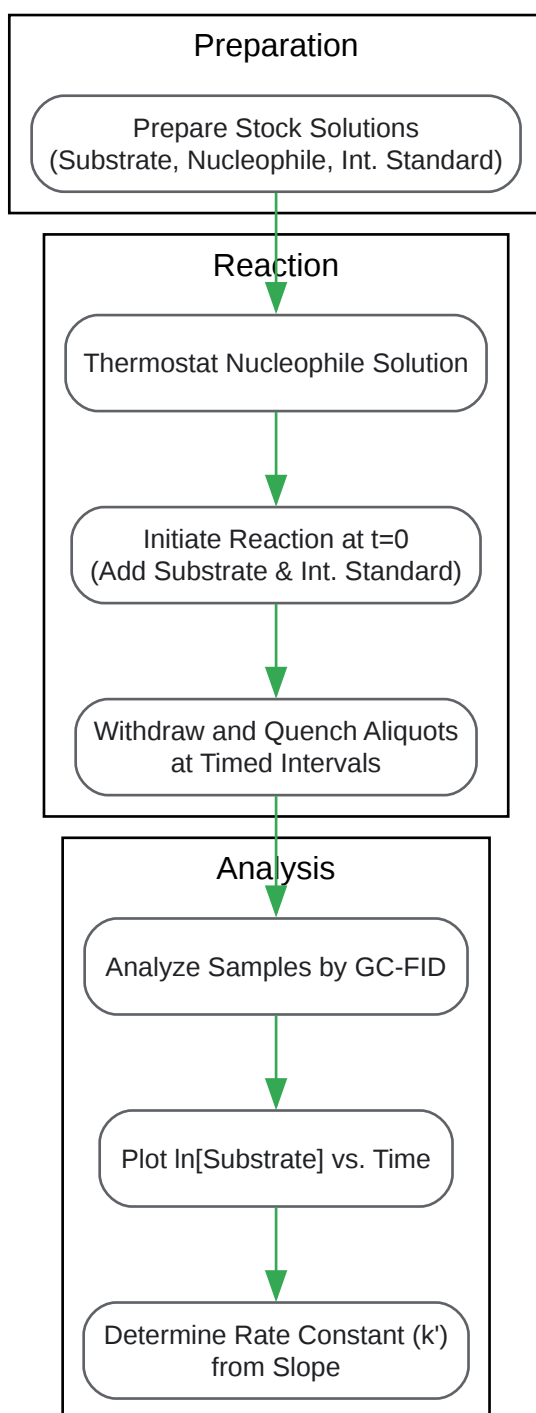 Preparation
Prepare Stock Solutions
(Substrate, Nucleophile, Int. Standard)
Reaction
Thermostat Nucleophile Solution
Initiate Reaction at t=0
(Add Substrate & Int. Standard)
Withdraw and Quench Aliquots
at Timed Intervals
Analysis
Analyze Samples by GC-FID
Plot ln[Substrate] vs. Time
Determine Rate Constant (k')
from Slope